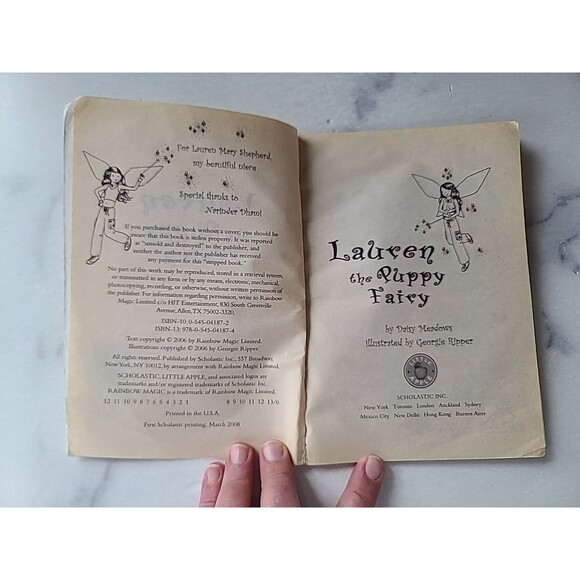 For Lauren Mary Shepherd,
my beautiful niece
Special thanks to
Narinder Dhami
If you purchased this book without a cover, you should be
aware that this book is stolen property. It was reported
as "unsold and destroyed" to the publisher, and
neither the author nor the publisher has received
any payment for this "stripped book."
No part of this work may be reproduced, stored in a retrieval system,
or transmitted in any form or by any means, electronic, mechanical,
photocopying, recording, or otherwise, without written permission of
the publisher. For information regarding permission, write to Rainbow
Magic Limited c/o HIT Entertainment, 830 South Greenville
Avenue, Allen, TX 75002-3320.
ISBN-10: 0-545-04187-2
ISBN-13: 978-0-545-04187-4
Text copyright © 2006 by Rainbow Magic Limited.
Illustrations copyright © 2006 by Georgie Ripper.
All rights reserved. Published by Scholastic Inc., 557 Broadway,
New York, NY 10012, by arrangement with Rainbow Magic Limited.
SCHOLASTIC, LITTLE APPLE, and associated logos are
trademarks and/or registered trademarks of Scholastic Inc.
RAINBOW MAGIC is a trademark of Rainbow Magic Limited.
12 11 10 9 8 7 6 5 4 3 2 1 8 9 10 11 12 13/0
Printed in the U.S.A.
First Scholastic printing, March 2008
Lauren
the Puppy
Fairy
by Daisy Meadows
illustrated by Georgie Ripper
LITTLE
APPLE
SCHOLASTIC INC.
New York Toronto London Auckland Sydney
Mexico City New Delhi Hong Kong Buenos Aires